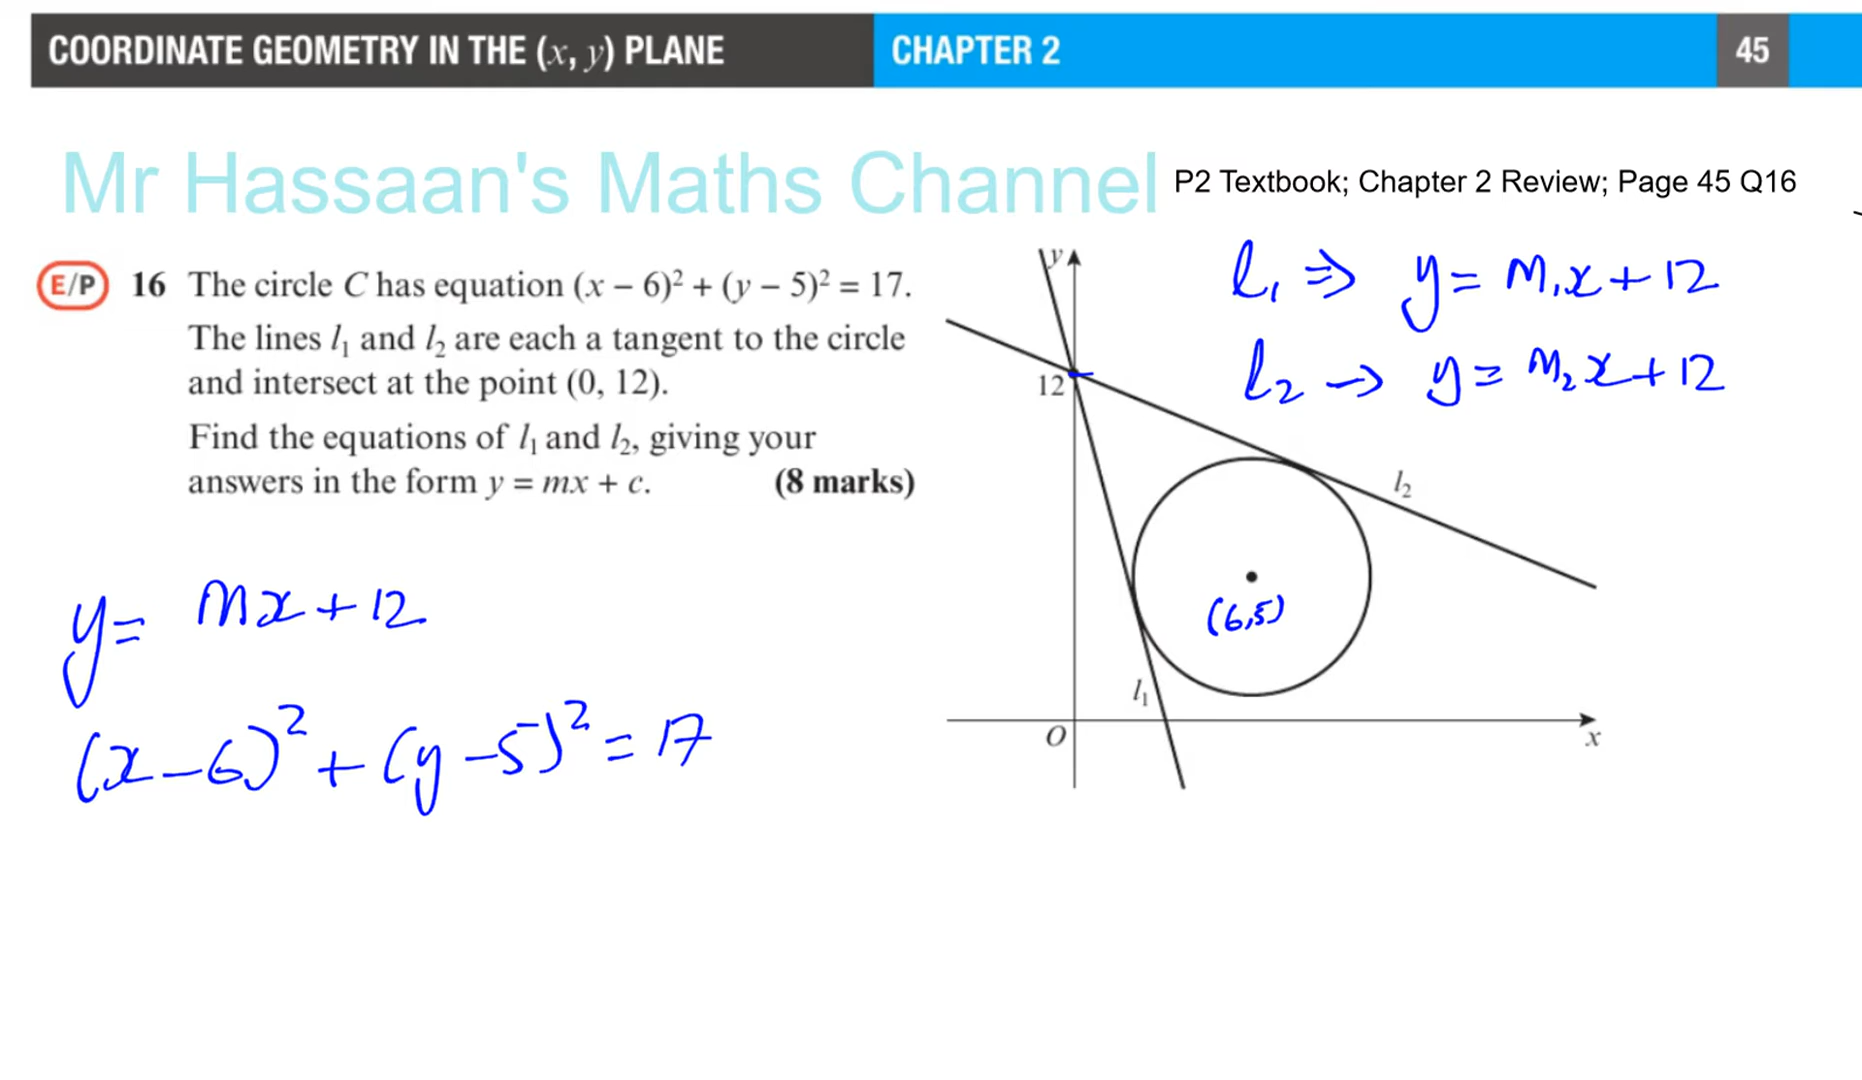 COORDINATE GEOMETRY IN THE (x, y) PLANE CHAPTER 2 45
Mr Hassaan's Maths Channel P2 Textbook; Chapter 2 Review; Page 45 Q16
E/P 16 The circle C has equation (x – 6)² + (y – 5)² = 17.
The lines l₁ and l₂ are each a tangent to the circle
and intersect at the point (0, 12).
Find the equations of l₁ and l₂, giving your
answers in the form y = mx + c. (8 marks)
y
l₁ ⇒ y = m₁x + 12
l₂ → y = m₂x + 12
12
l₂
(6,5)
l₁
O
x
y = mx + 12
(x – 6)² + (y – 5)² = 17